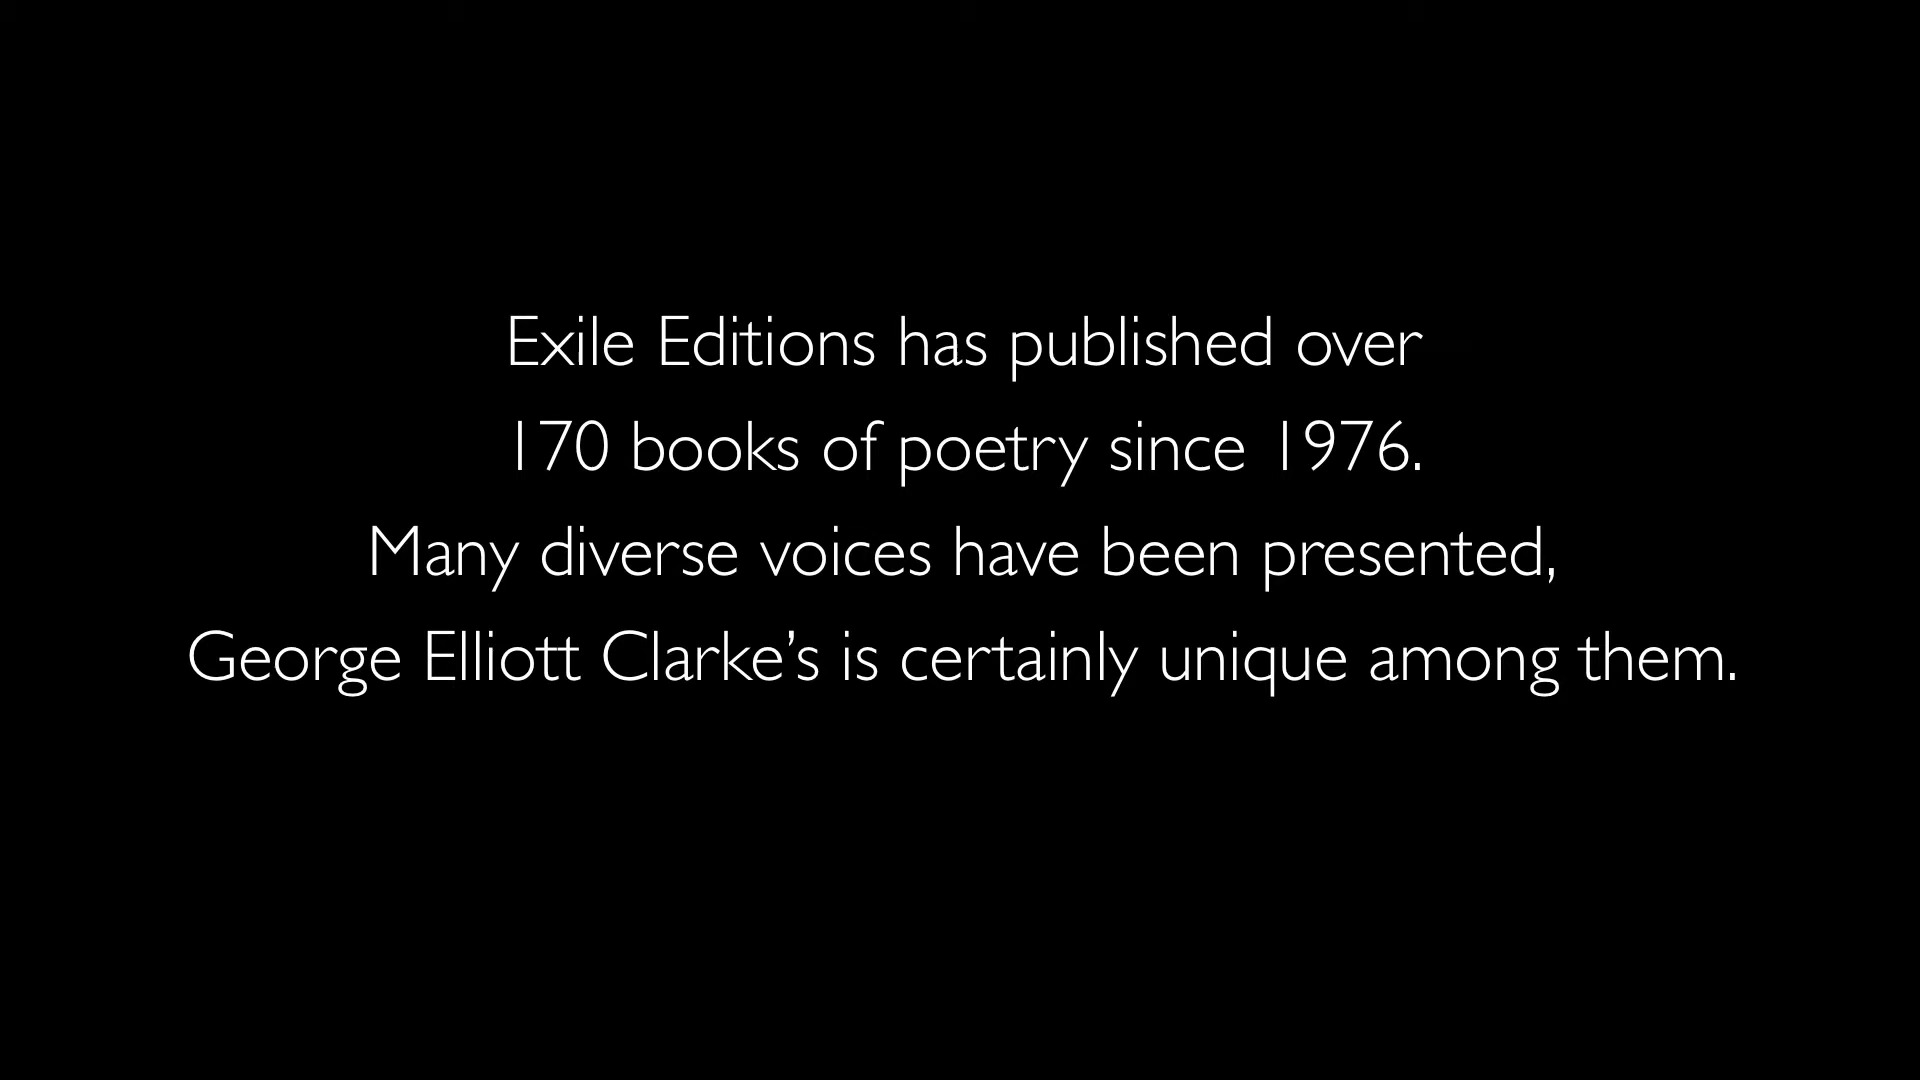 Exile Editions has published over
170 books of poetry since 1976.
Many diverse voices have been presented,
George Elliott Clarke’s is certainly unique among them.